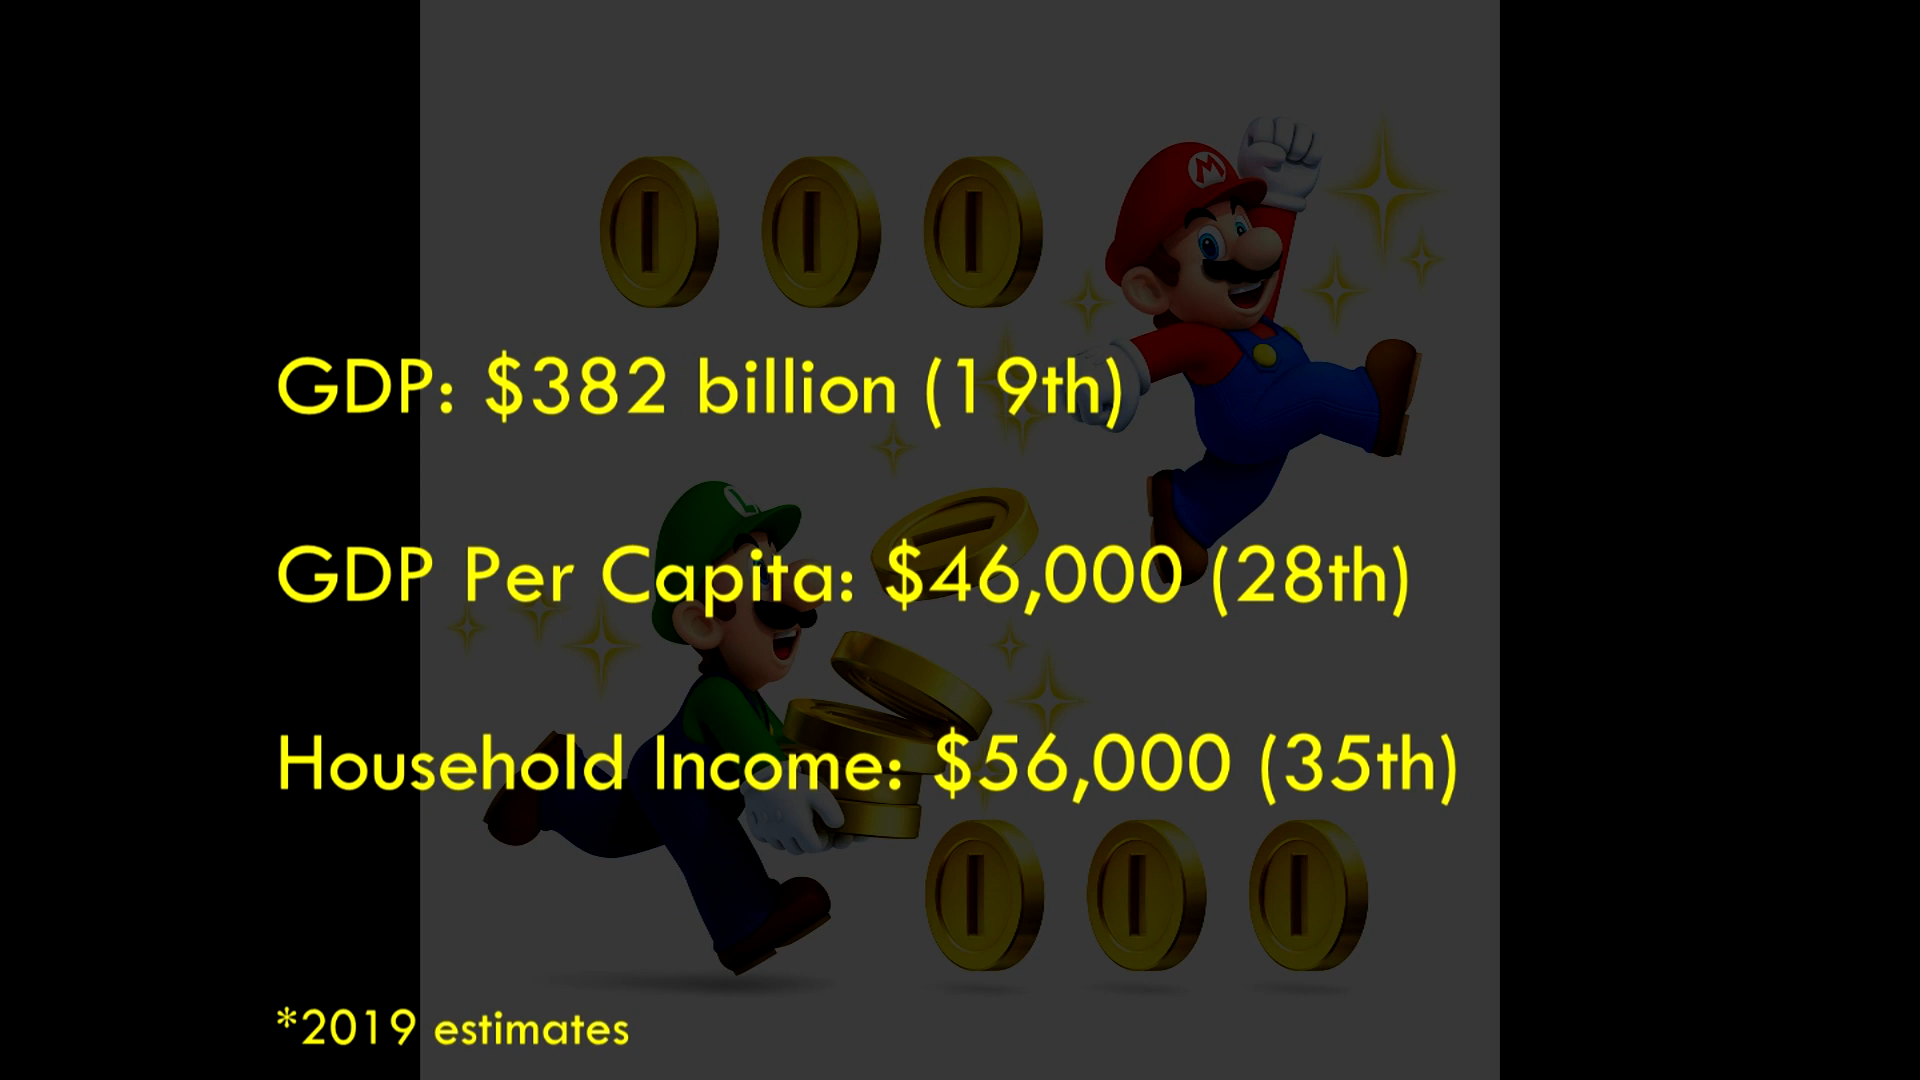 M
GDP: $382 billion (19th)
L
GDP Per Capita: $46,000 (28th)
Household Income: $56,000 (35th)
*2019 estimates